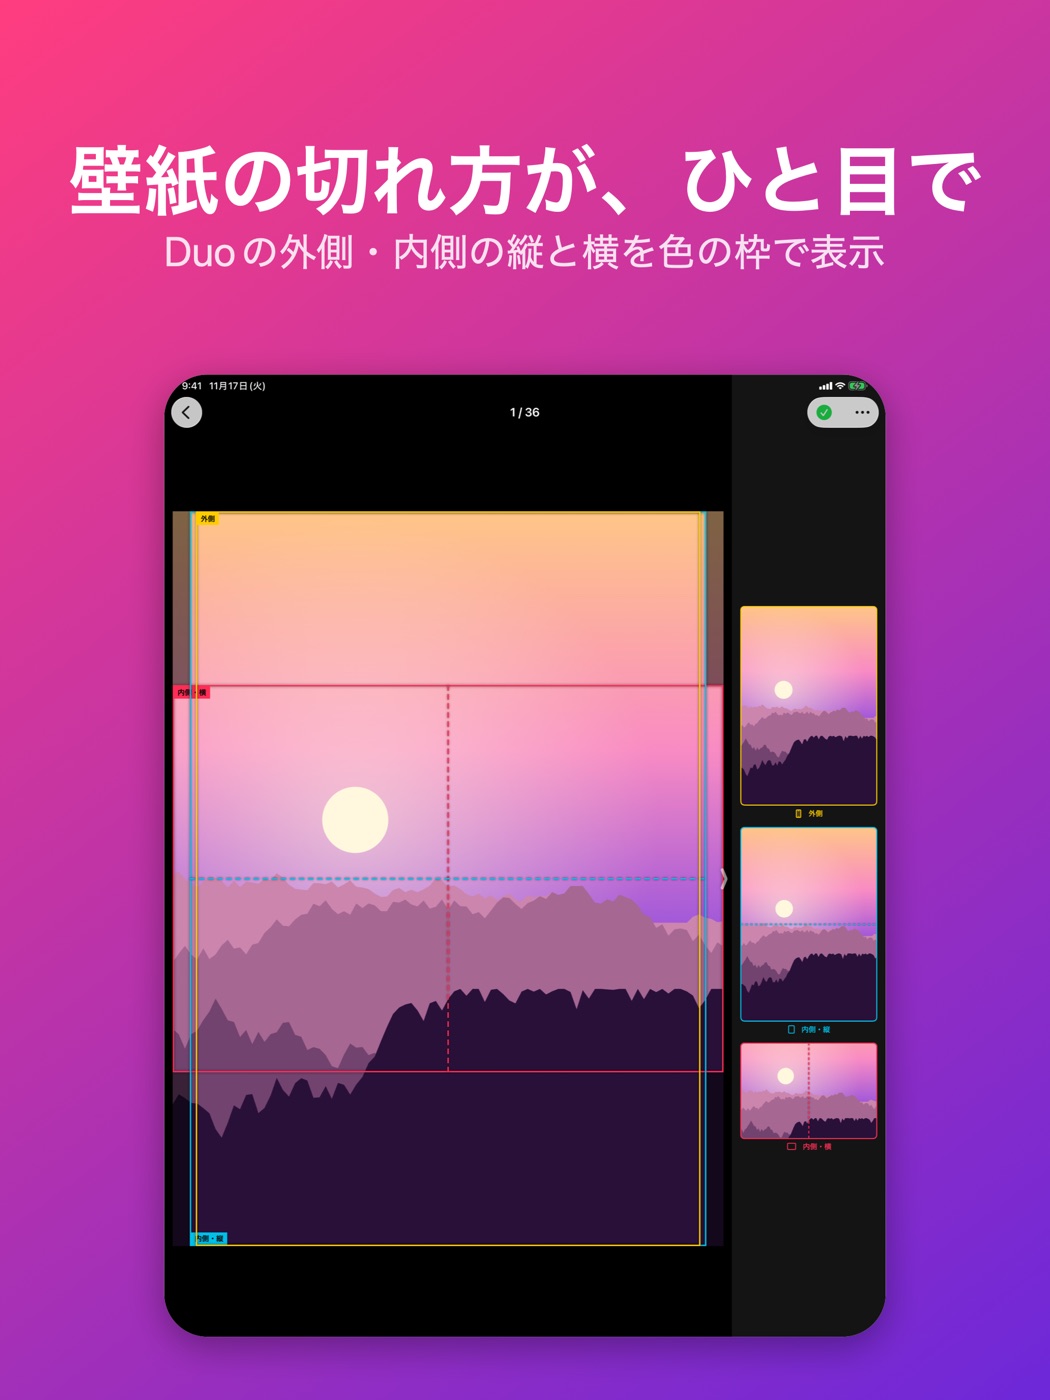 壁紙の切れ方が、ひと目で
Duoの外側・内側の縦と横を色の枠で表示
9:41 11月17日(火)
1 / 36
外側
内側・横
内側・縦
外側
内側・縦
内側・横